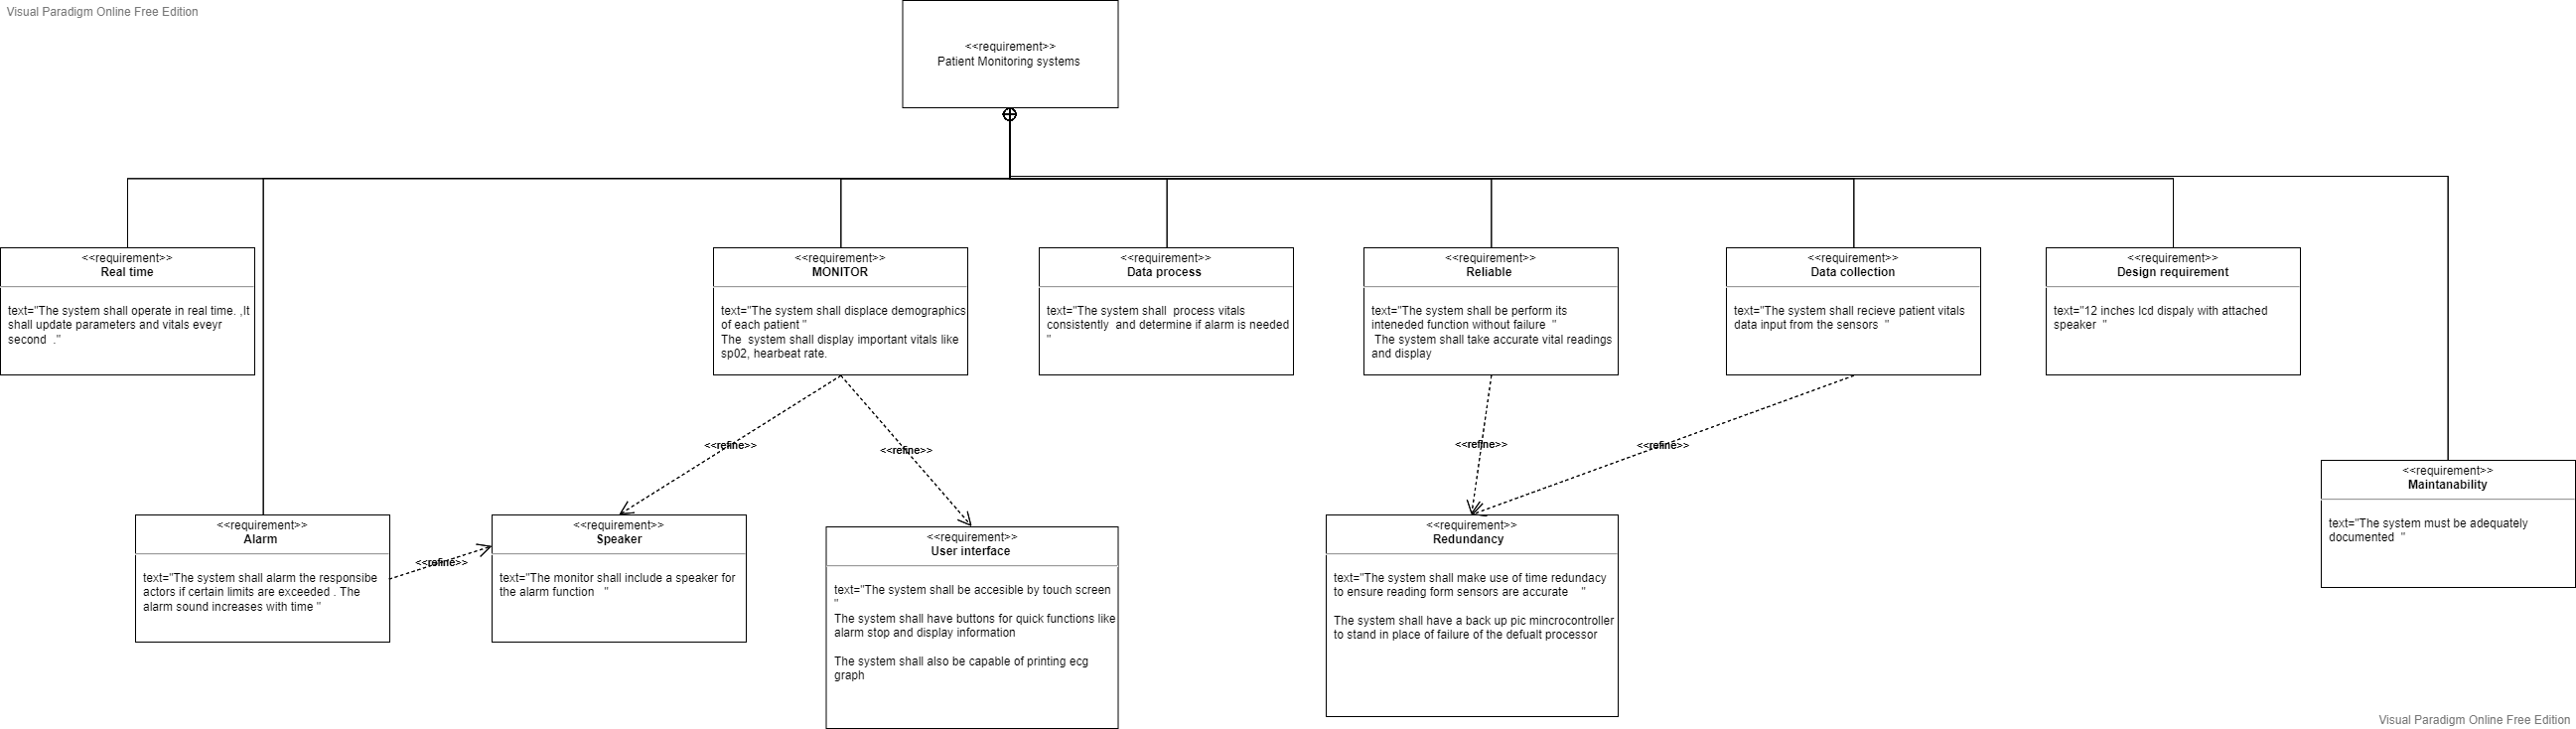 Visual Paradigm Online Free Edition
<<requirement>>
Patient Monitoring systems
<<requirement>>
Real time
text="The system shall operate in real time. ,It
shall update parameters and vitals eveyr
second  ."
<<requirement>>
MONITOR
text="The system shall displace demographics
of each patient "
The  system shall display important vitals like
sp02, hearbeat rate.
<<requirement>>
Data process
text="The system shall  process vitals
consistently  and determine if alarm is needed
"
<<requirement>>
Reliable
text="The system shall be perform its
inteneded function without failure  "
The system shall take accurate vital readings
and display
<<requirement>>
Data collection
text="The system shall recieve patient vitals
data input from the sensors  "
<<requirement>>
Design requirement
text="12 inches lcd dispaly with attached
speaker  "
<<refine>>
<<refine>>
<<refine>>
<<refine>>
<<requirement>>
Maintanability
text="The system must be adequately
documented  "
<<requirement>>
Alarm
text="The system shall alarm the responsibe
actors if certain limits are exceeded . The
alarm sound increases with time "
<<refine>>
<<requirement>>
Speaker
text="The monitor shall include a speaker for
the alarm function   "
<<requirement>>
User interface
text="The system shall be accesible by touch screen
"
The system shall have buttons for quick functions like
alarm stop and display information
The system shall also be capable of printing ecg
graph
<<requirement>>
Redundancy
text="The system shall make use of time redundacy
to ensure reading form sensors are accurate    "
The system shall have a back up pic mincrocontroller
to stand in place of failure of the defualt processor
Visual Paradigm Online Free Edition